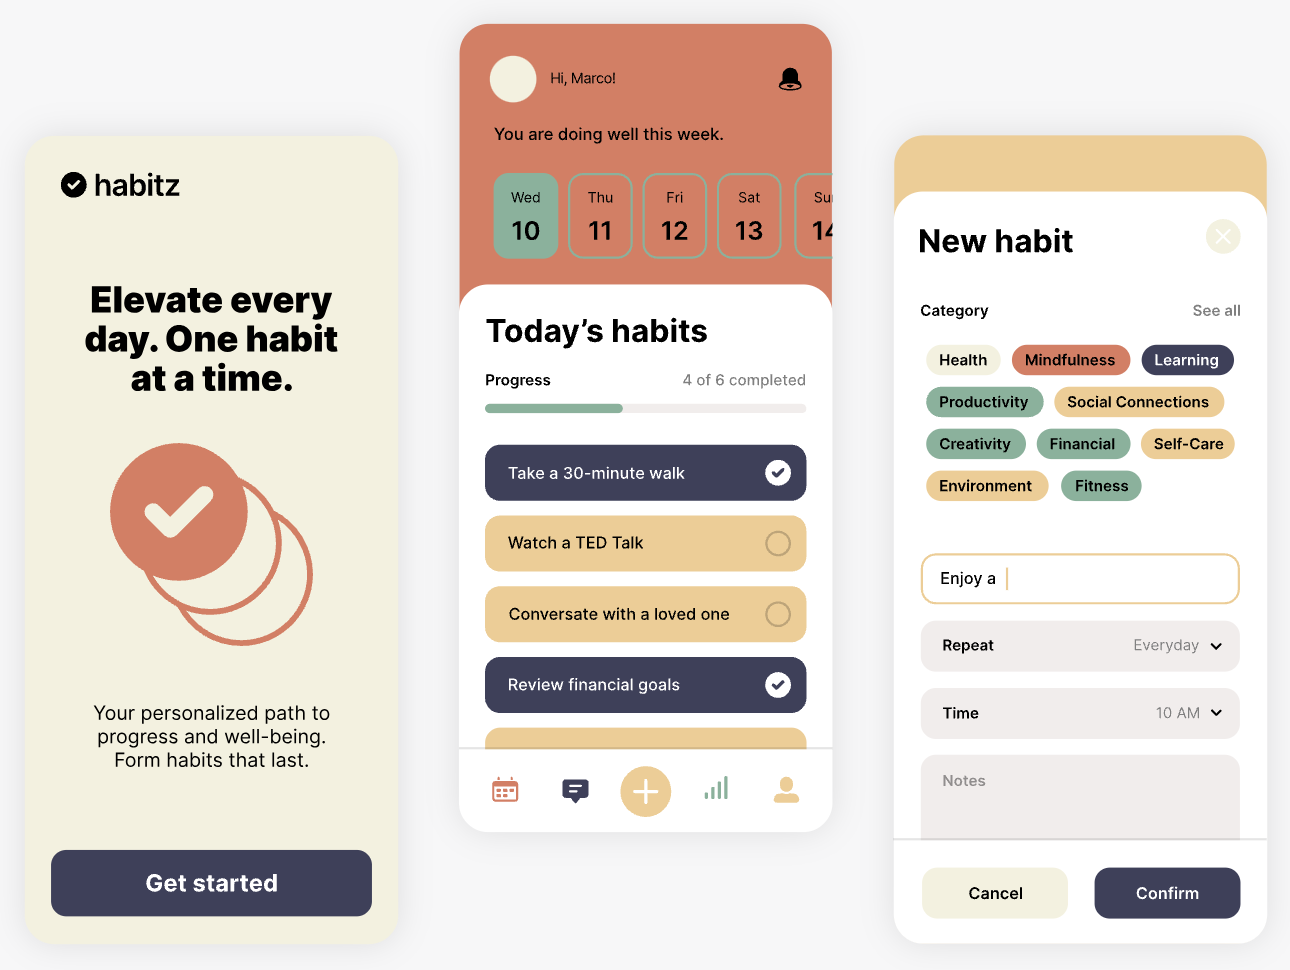 habitz
Elevate every
day. One habit
at a time.
Your personalized path to
progress and well-being.
Form habits that last.
Get started
Hi, Marco!
You are doing well this week.
Wed Thu Fri Sat Sun
10 11 12 13 14
Today’s habits
Progress 4 of 6 completed
Take a 30-minute walk
Watch a TED Talk
Conversate with a loved one
Review financial goals
New habit
Category See all
Health Mindfulness Learning
Productivity Social Connections
Creativity Financial Self-Care
Environment Fitness
Enjoy a
Repeat Everyday
Time 10 AM
Notes
Cancel Confirm